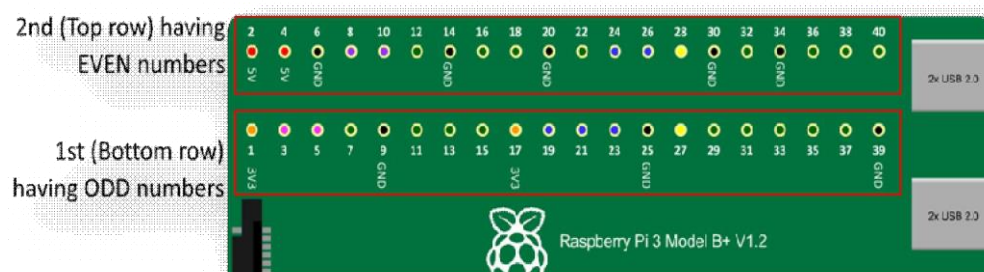 2nd (Top row) having
EVEN numbers
2 4 6 8 10 12 14 16 18 20 22 24 26 28 30 32 34 36 38 40
5V 5V GND GND GND GND GND
2x USB 2.0
1st (Bottom row)
having ODD numbers
1 3 5 7 9 11 13 15 17 19 21 23 25 27 29 31 33 35 37 39
3V3 GND 3V3 GND GND
2x USB 2.0
Raspberry Pi 3 Model B+ V1.2